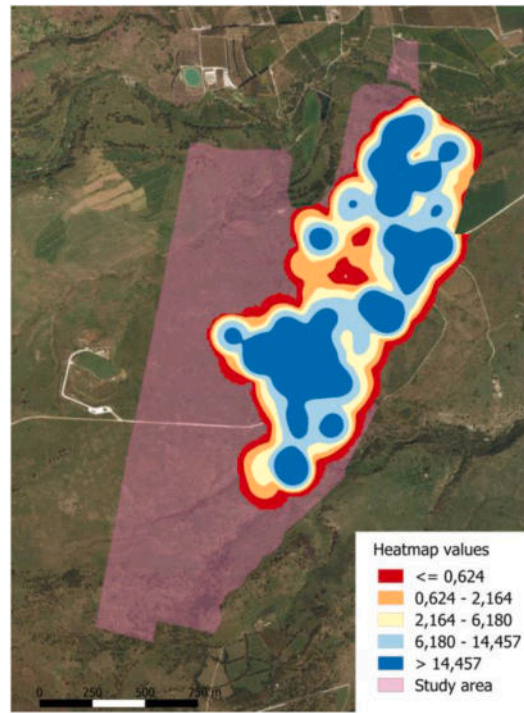 Heatmap values
<= 0,624
0,624 - 2,164
2,164 - 6,180
6,180 - 14,457
> 14,457
Study area
0 250 500 750 m